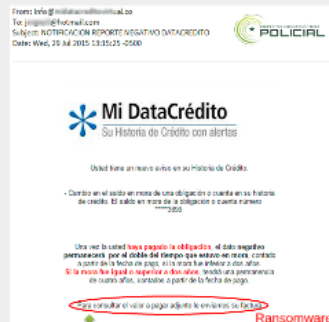 From: Info@midatacreditovirtual.co
To: @hotmail.com
Subject: NOTIFICACION REPORTE NEGATIVO DATACREDITO
Date: Wed, 29 Jul 2015 13:15:25 -0500
POLICIAL
Mi DataCrédito
Su Historia de Crédito con alertas
Usted tiene un nuevo aviso en su Historia de Crédito.
- Cambio en el saldo en mora de una obligación o cuenta en su historia
de crédito. El saldo en mora de la obligación o cuenta número
Una vez la usted haya pagado la obligación, el dato negativo
permanecerá por el doble del tiempo que estuvo en mora, contado
a partir de la fecha de pago, si la mora fue inferior a dos años.
Si la mora fue igual o superior a dos años, tendrá una permanencia
de cuatro años, contados a partir de la fecha de pago.
Para consultar el valor a pagar adjunto le enviamos su factura
Ransomware